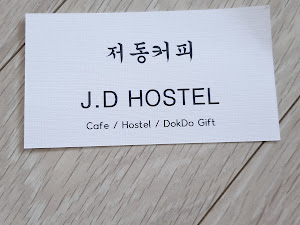 저동커피
J.D HOSTEL
Cafe / Hostel / DokDo Gift